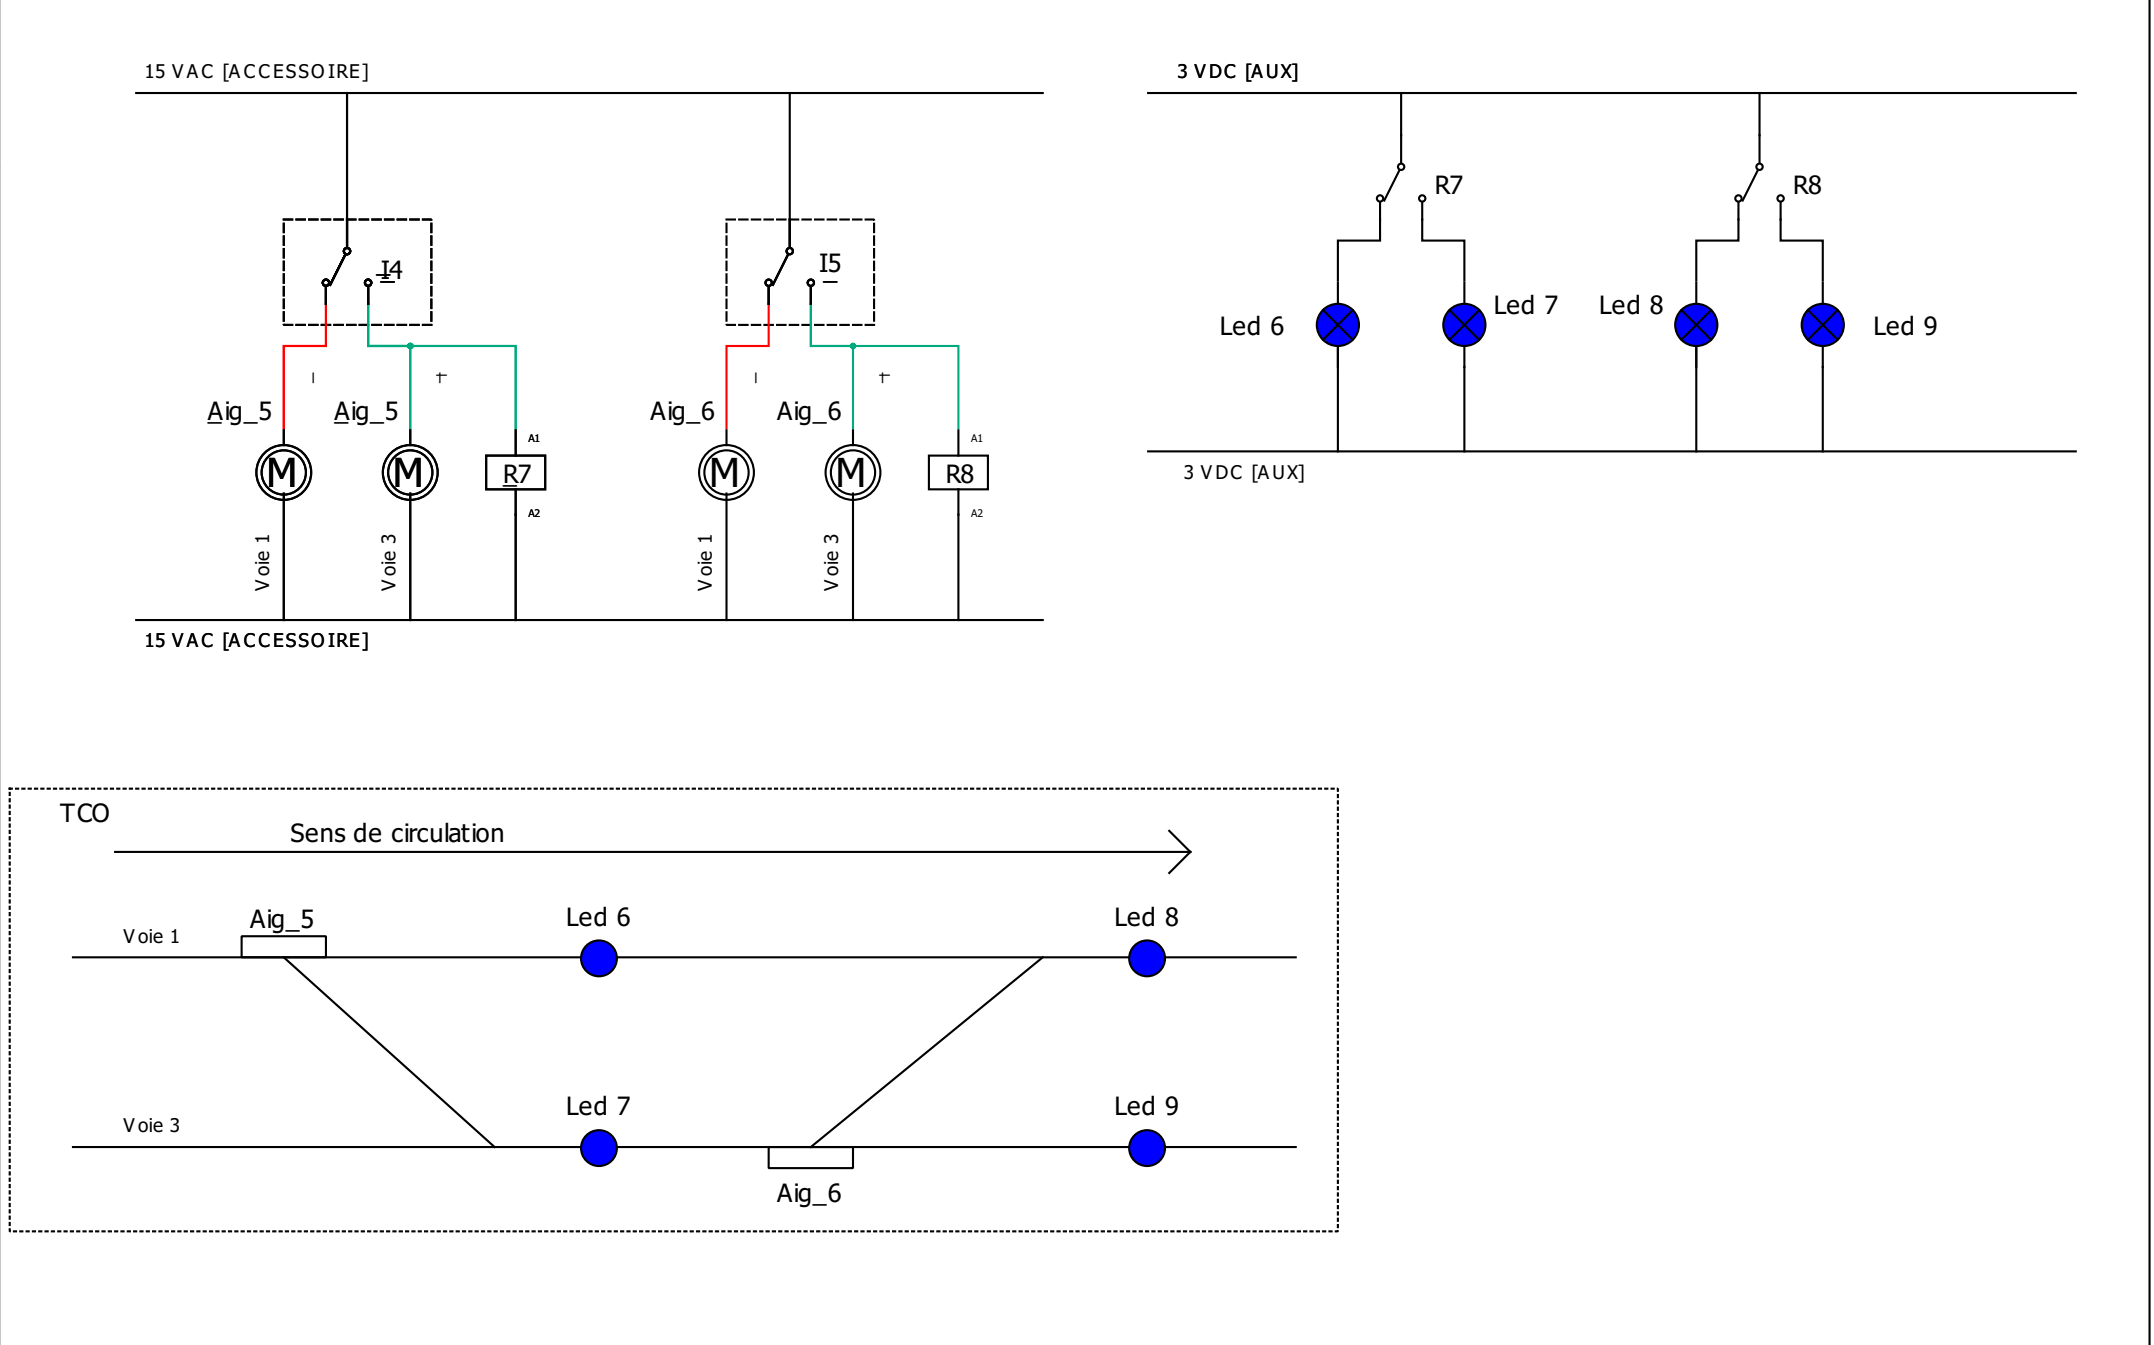 15 VAC [ACCESSOIRE]
3 VDC [AUX]
R7
R8
I4
I5
Led 6
Led 7
Led 8
Led 9
Aig_5
Aig_5
Aig_6
Aig_6
A1
A1
M
M
R7
M
M
R8
3 VDC [AUX]
A2
A2
Voie 1
Voie 3
Voie 1
Voie 3
15 VAC [ACCESSOIRE]
TCO
Sens de circulation
Aig_5
Led 6
Led 8
Voie 1
Led 7
Led 9
Voie 3
Aig_6